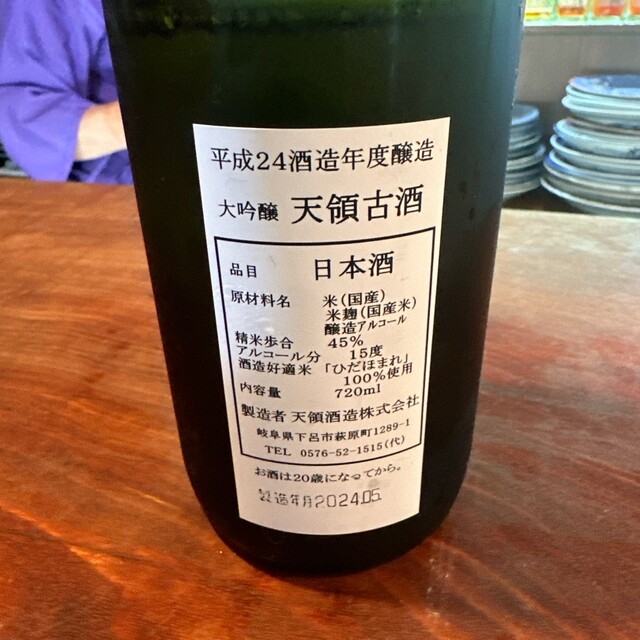 平成24酒造年度醸造
大吟醸 天領古酒
品目 日本酒
原材料名 米(国産)
米麹(国産米)
醸造アルコール
精米歩合 45%
アルコール分 15度
酒造好適米 「ひだほまれ」
100%使用
内容量 720ml
製造者 天領酒造株式会社
岐阜県下呂市萩原町1289-1
TEL 0576-52-1515(代)
お酒は20歳になってから。
製造年月2024.05